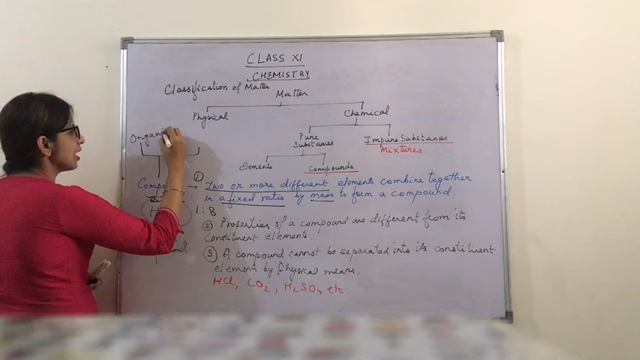 CLASS XI
CHEMISTRY
Classification of Matter
Matter
Physical
Chemical
Pure Substances
Impure Substances
Mixtures
Elements
Compounds
① Two or more different elements combine together
in a fixed ratio by mass to form a compound.
1:8
② Properties of a compound are different from its
constituent elements.
③ A compound cannot be separated into its constituent
element by Physical means.
HCl, CO2, H2SO4 etc.